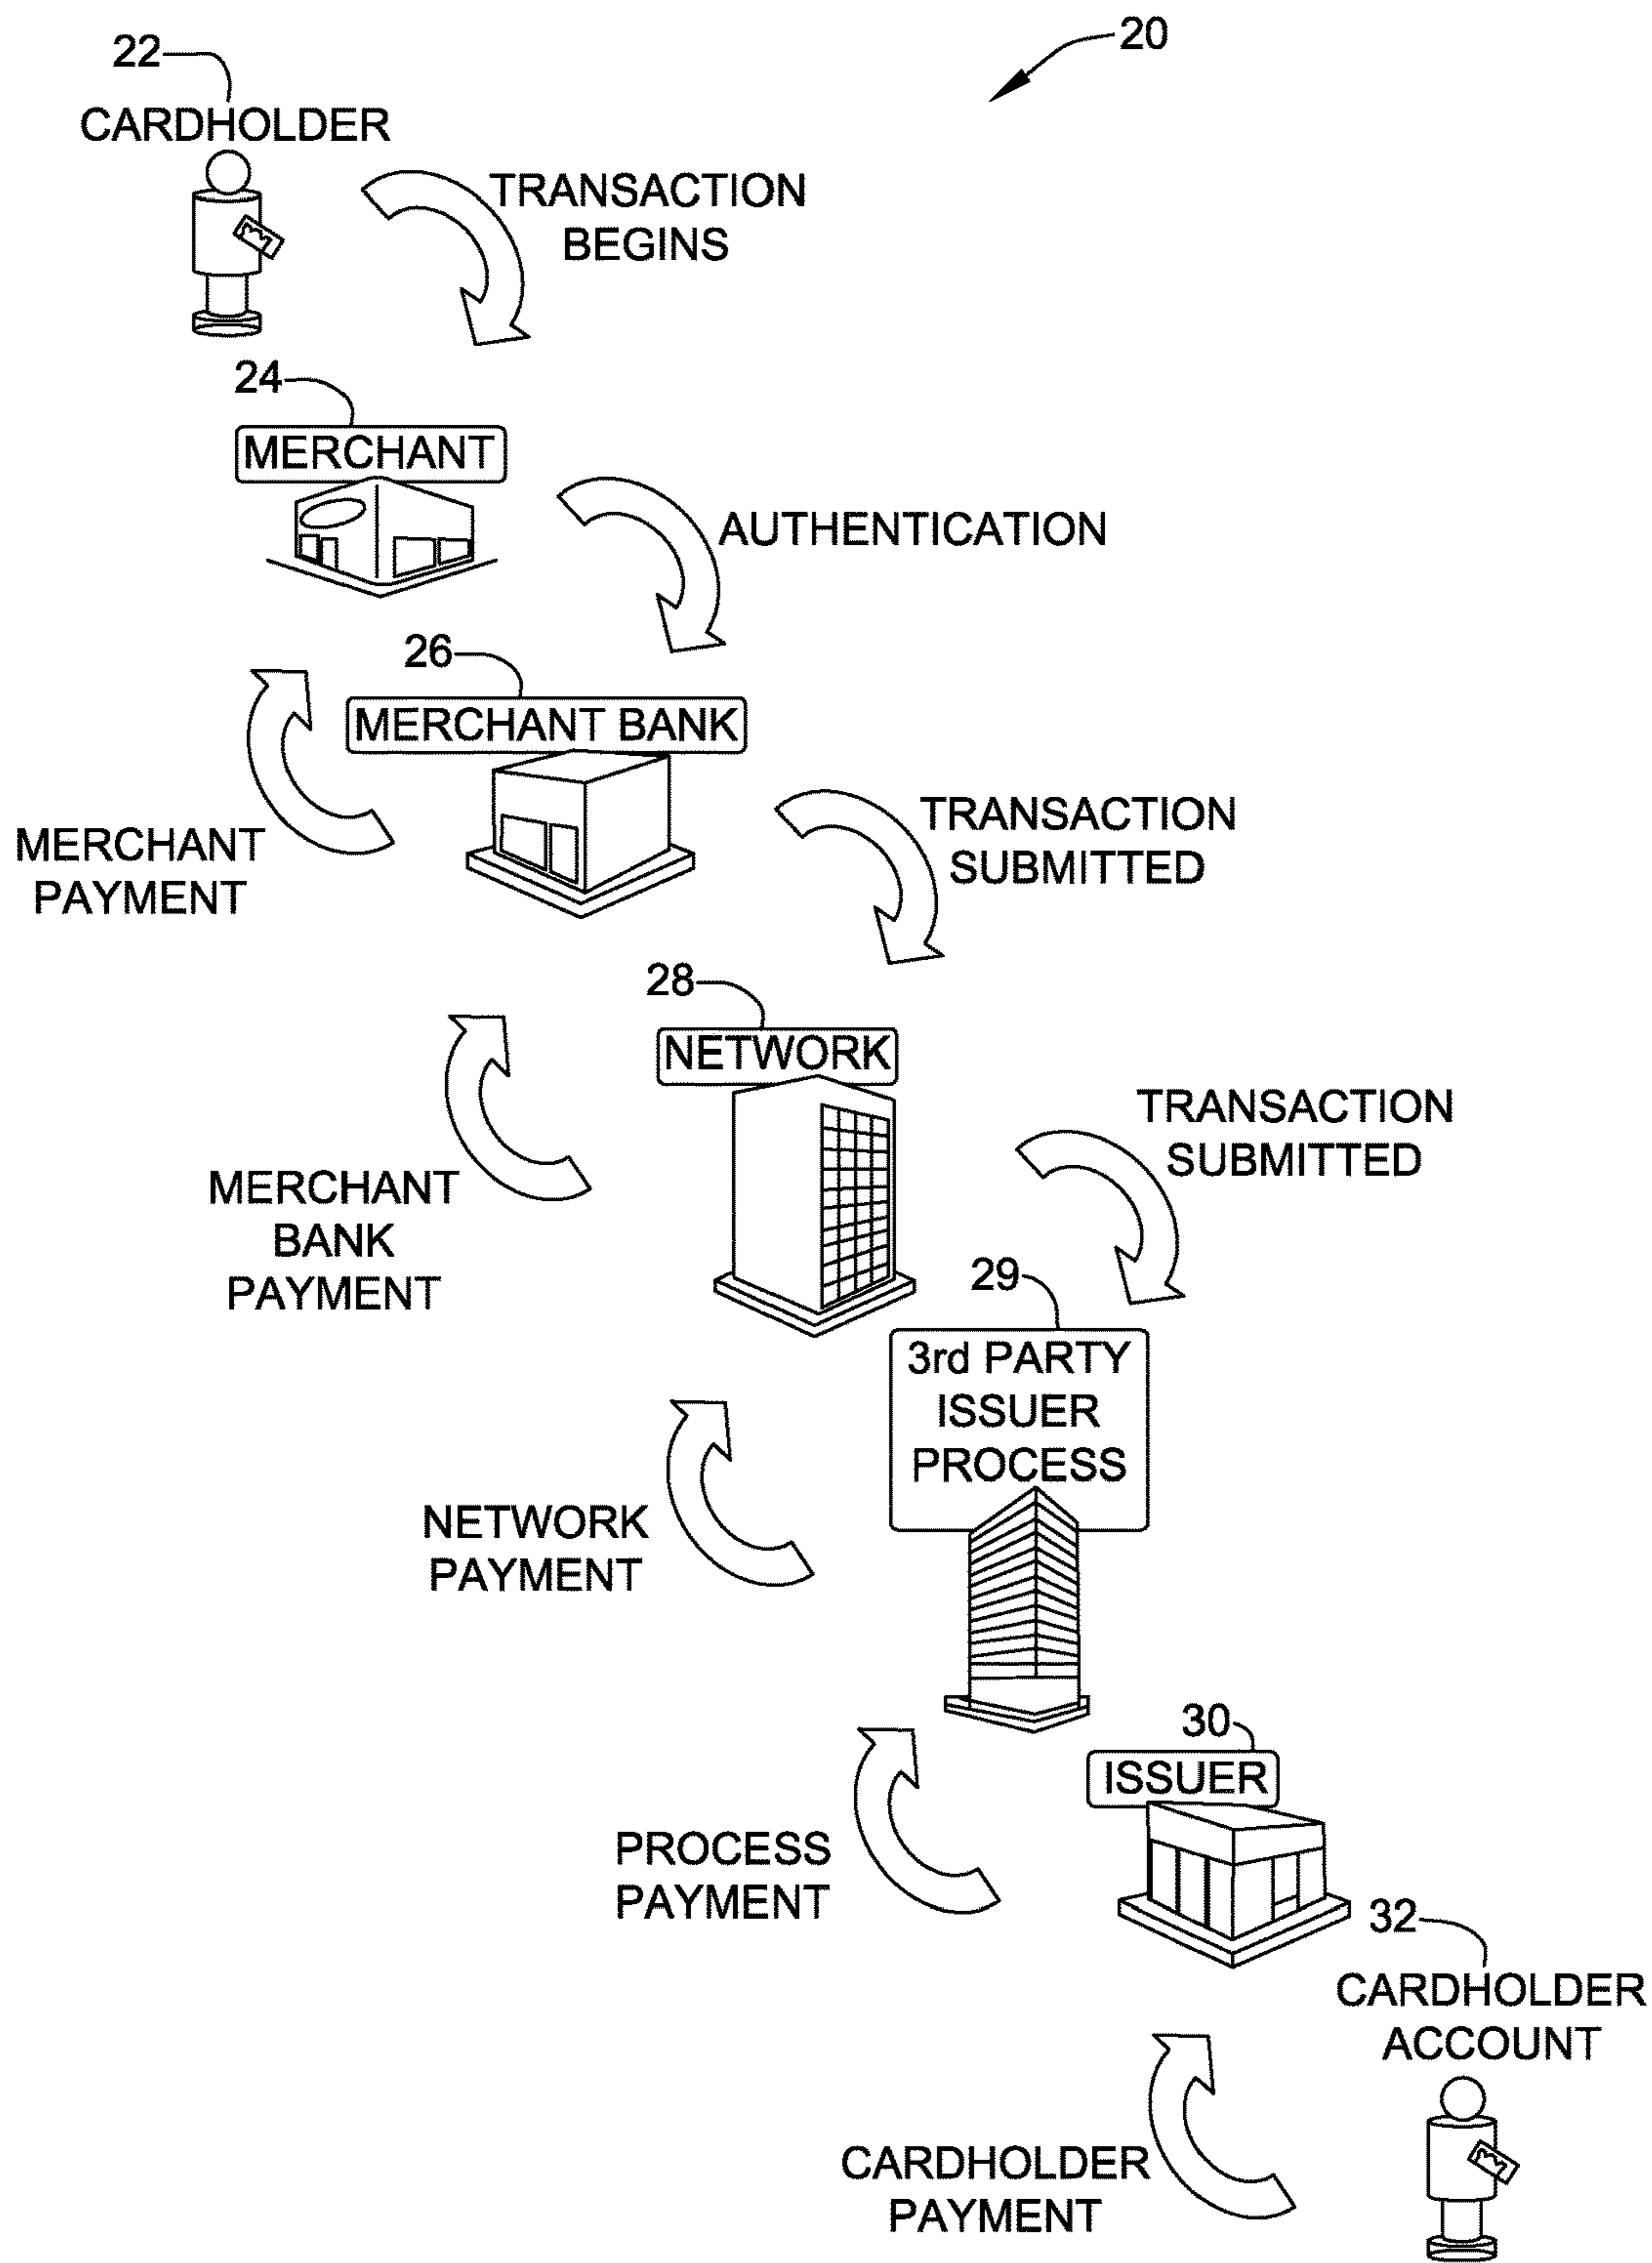 20
22
CARDHOLDER
TRANSACTION
BEGINS
24
MERCHANT
AUTHENTICATION
26
MERCHANT BANK
MERCHANT
PAYMENT
TRANSACTION
SUBMITTED
28
NETWORK
MERCHANT
BANK
PAYMENT
TRANSACTION
SUBMITTED
29
3rd PARTY
ISSUER
PROCESS
NETWORK
PAYMENT
30
ISSUER
PROCESS
PAYMENT
32
CARDHOLDER
ACCOUNT
CARDHOLDER
PAYMENT